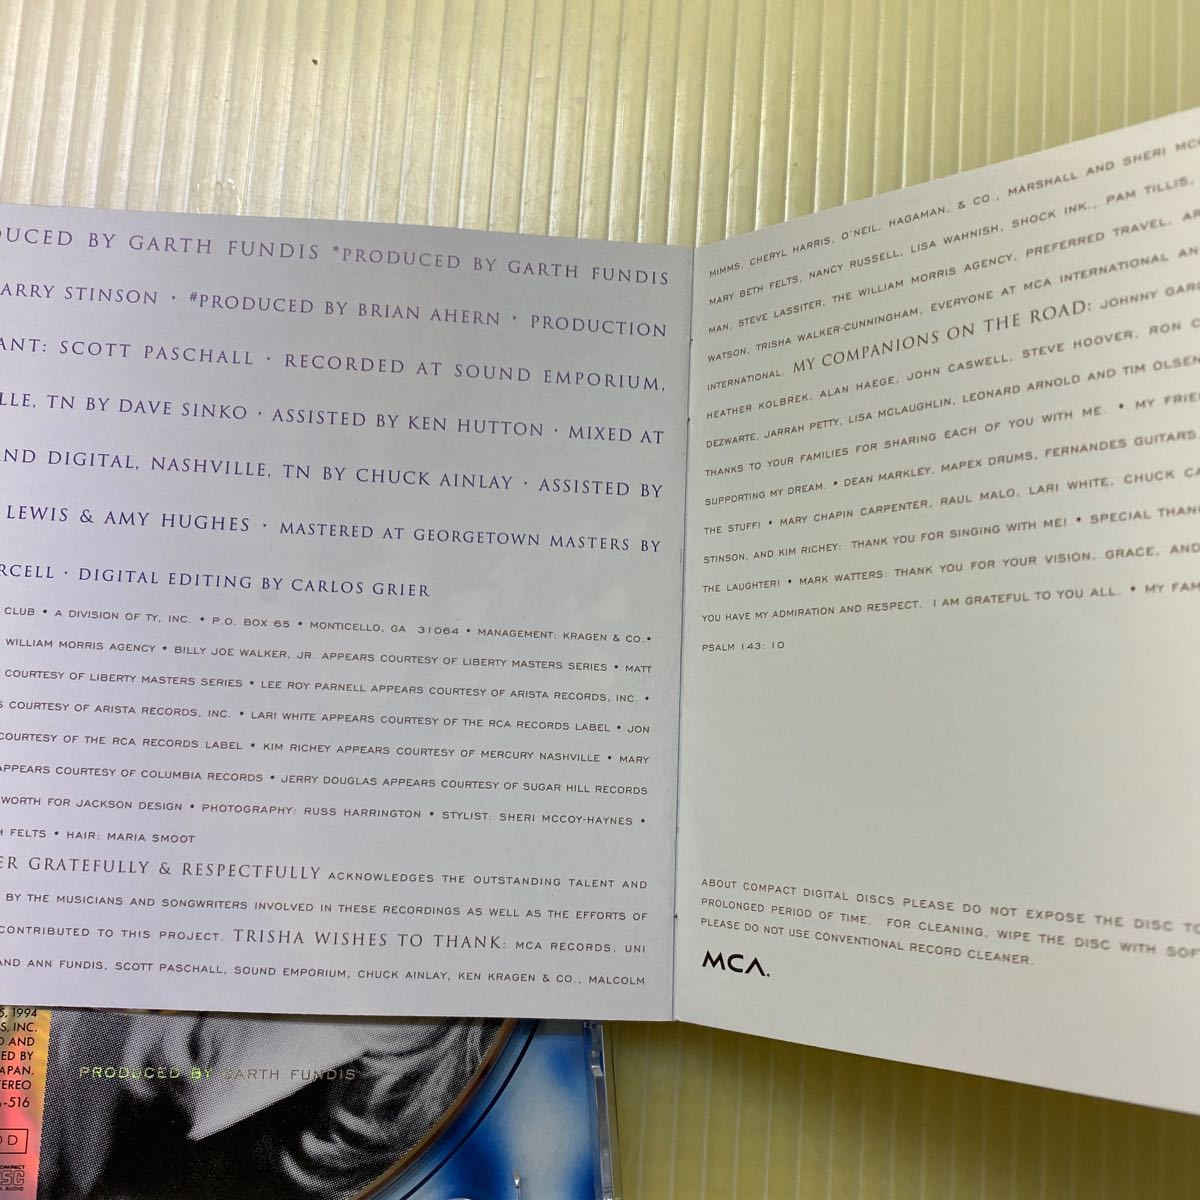 DUCED BY GARTH FUNDIS *PRODUCED BY GARTH FUNDIS
ARRY STINSON • #PRODUCED BY BRIAN AHERN • PRODUCTION
ANT: SCOTT PASCHALL • RECORDED AT SOUND EMPORIUM,
LLE, TN BY DAVE SINKO • ASSISTED BY KEN HUTTON • MIXED AT
ND DIGITAL, NASHVILLE, TN BY CHUCK AINLAY • ASSISTED BY
LEWIS & AMY HUGHES • MASTERED AT GEORGETOWN MASTERS BY
RCELL • DIGITAL EDITING BY CARLOS GRIER
CLUB • A DIVISION OF TY, INC. • P.O. BOX 65 • MONTICELLO, GA 31064 • MANAGEMENT: KRAGEN & CO. •
WILLIAM MORRIS AGENCY • BILLY JOE WALKER, JR. APPEARS COURTESY OF LIBERTY MASTERS SERIES • MATT
COURTESY OF LIBERTY MASTERS SERIES • LEE ROY PARNELL APPEARS COURTESY OF ARISTA RECORDS, INC. •
S COURTESY OF ARISTA RECORDS, INC. • LARI WHITE APPEARS COURTESY OF THE RCA RECORDS LABEL • JON
COURTESY OF THE RCA RECORDS LABEL • KIM RICHEY APPEARS COURTESY OF MERCURY NASHVILLE • MARY
APPEARS COURTESY OF COLUMBIA RECORDS • JERRY DOUGLAS APPEARS COURTESY OF SUGAR HILL RECORDS
WORTH FOR JACKSON DESIGN • PHOTOGRAPHY: RUSS HARRINGTON • STYLIST: SHERI MCCOY-HAYNES •
H FELTS • HAIR: MARIA SMOOT
ER GRATEFULLY & RESPECTFULLY ACKNOWLEDGES THE OUTSTANDING TALENT AND
BY THE MUSICIANS AND SONGWRITERS INVOLVED IN THESE RECORDINGS AS WELL AS THE EFFORTS OF
CONTRIBUTED TO THIS PROJECT. TRISHA WISHES TO THANK: MCA RECORDS, UNI
AND ANN FUNDIS, SCOTT PASCHALL, SOUND EMPORIUM, CHUCK AINLAY, KEN KRAGEN & CO., MALCOLM
MIMMS, CHERYL HARRIS, O'NEIL, HAGAMAN, & CO., MARSHALL AND SHERI MC
MARY BETH FELTS, NANCY RUSSELL, LISA WAHNISH, SHOCK INK., PAM TILLIS,
MAN, STEVE LASSITER, THE WILLIAM MORRIS AGENCY, PREFERRED TRAVEL, AR
WATSON, TRISHA WALKER-CUNNINGHAM, EVERYONE AT MCA INTERNATIONAL AN
INTERNATIONAL. MY COMPANIONS ON THE ROAD: JOHNNY GARC
HEATHER KOLBREK, ALAN HAEGE, JOHN CASWELL, STEVE HOOVER, RON C
DEZWARTE, JARRAH PETTY, LISA MCLAUGHLIN, LEONARD ARNOLD AND TIM OLSEN
THANKS TO YOUR FAMILIES FOR SHARING EACH OF YOU WITH ME. • MY FRIE
SUPPORTING MY DREAM. • DEAN MARKLEY, MAPEX DRUMS, FERNANDES GUITARS,
THE STUFF! • MARY CHAPIN CARPENTER, RAUL MALO, LARI WHITE, CHUCK CA
STINSON, AND KIM RICHEY: THANK YOU FOR SINGING WITH ME! • SPECIAL THAN
THE LAUGHTER! • MARK WATTERS: THANK YOU FOR YOUR VISION, GRACE, AND
YOU HAVE MY ADMIRATION AND RESPECT. I AM GRATEFUL TO YOU ALL. • MY FAM
PSALM 143: 10
ABOUT COMPACT DIGITAL DISCS PLEASE DO NOT EXPOSE THE DISC TO
PROLONGED PERIOD OF TIME. FOR CLEANING, WIPE THE DISC WITH SOF
PLEASE DO NOT USE CONVENTIONAL RECORD CLEANER.
MCA.
5, 1994
S, INC.
D AND
ED BY
JAPAN.
TEREO
-516
PRODUCED BY GARTH FUNDIS
DD
COMPACT
DISC